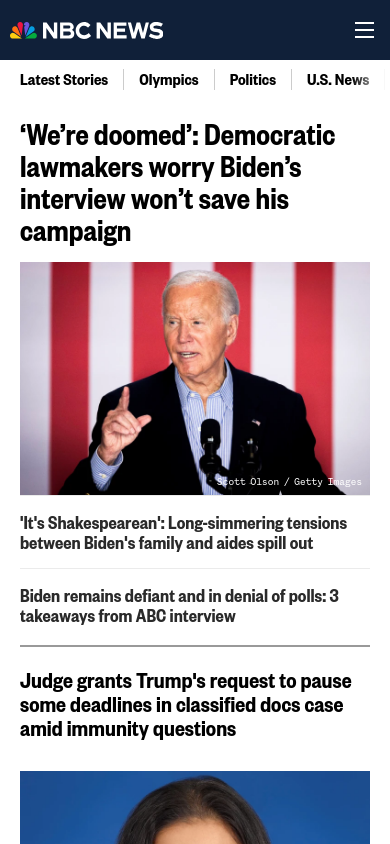 NBC NEWS
Latest Stories
Olympics
Politics
U.S. News
‘We’re doomed’: Democratic
lawmakers worry Biden’s
interview won’t save his
campaign
Scott Olson / Getty Images
'It's Shakespearean': Long-simmering tensions
between Biden's family and aides spill out
Biden remains defiant and in denial of polls: 3
takeaways from ABC interview
Judge grants Trump's request to pause
some deadlines in classified docs case
amid immunity questions